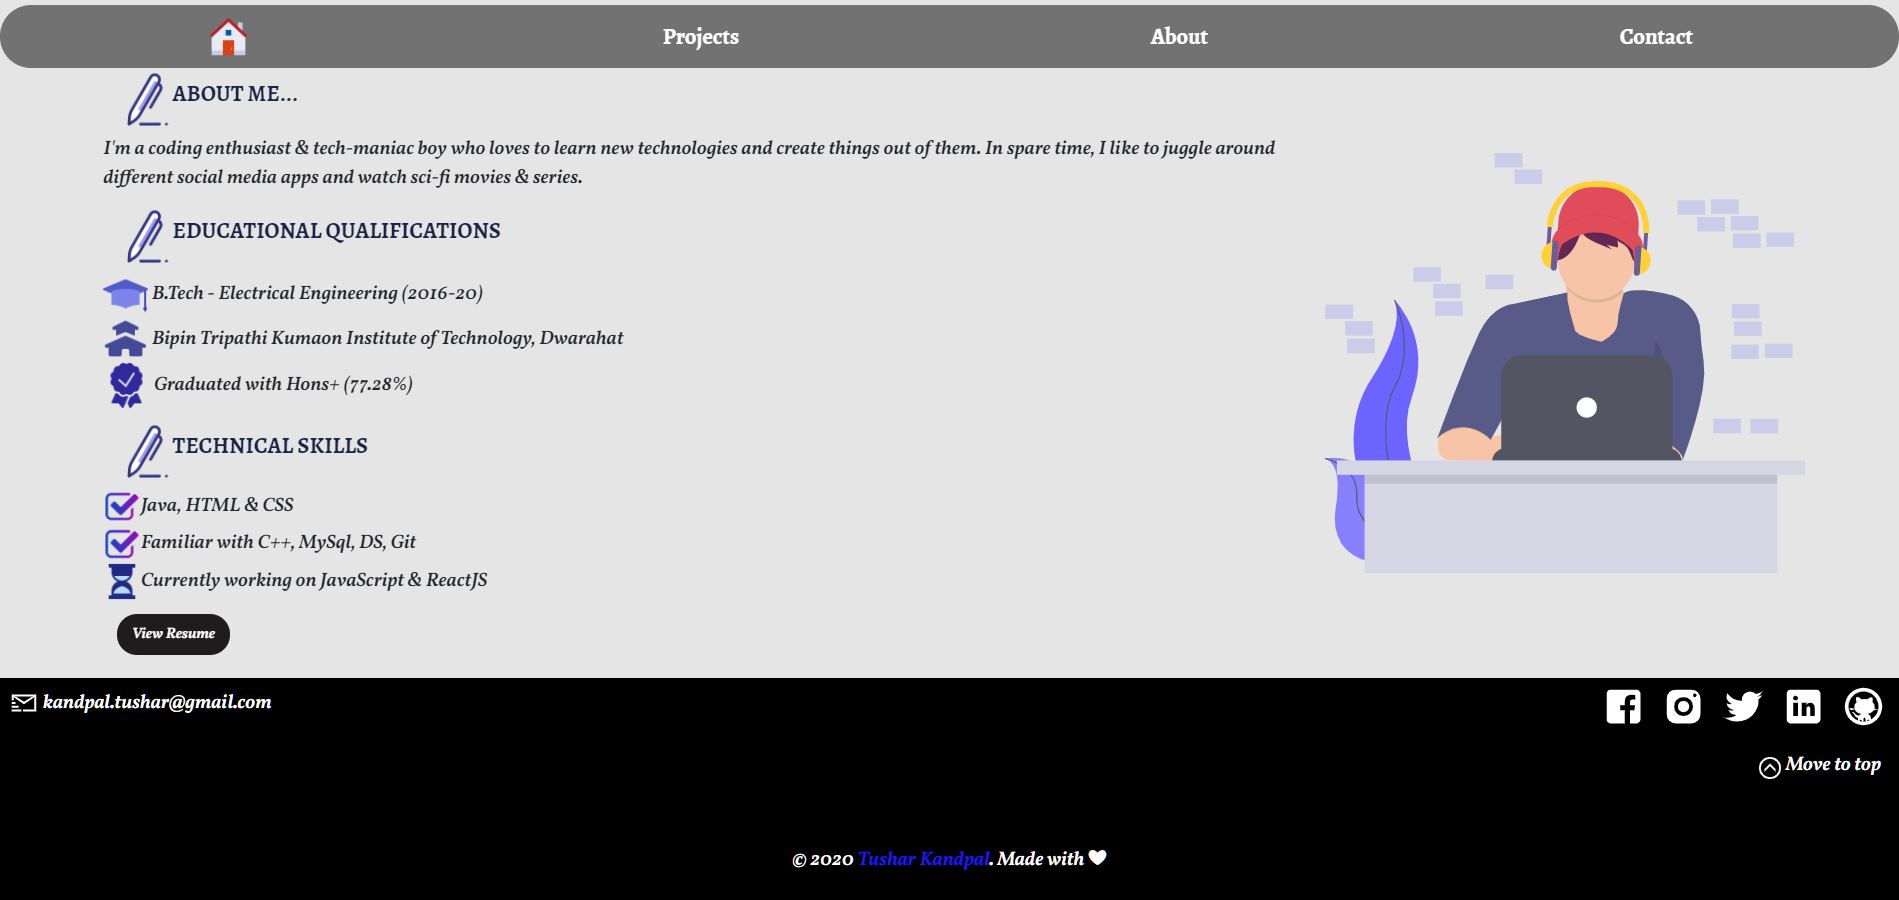 Projects
About
Contact
ABOUT ME...
I'm a coding enthusiast & tech-maniac boy who loves to learn new technologies and create things out of them. In spare time, I like to juggle around
different social media apps and watch sci-fi movies & series.
EDUCATIONAL QUALIFICATIONS
B.Tech - Electrical Engineering (2016-20)
Bipin Tripathi Kumaon Institute of Technology, Dwarahat
Graduated with Hons+ (77.28%)
TECHNICAL SKILLS
Java, HTML & CSS
Familiar with C++, MySql, DS, Git
Currently working on JavaScript & ReactJS
View Resume
kandpal.tushar@gmail.com
Move to top
© 2020 Tushar Kandpal. Made with